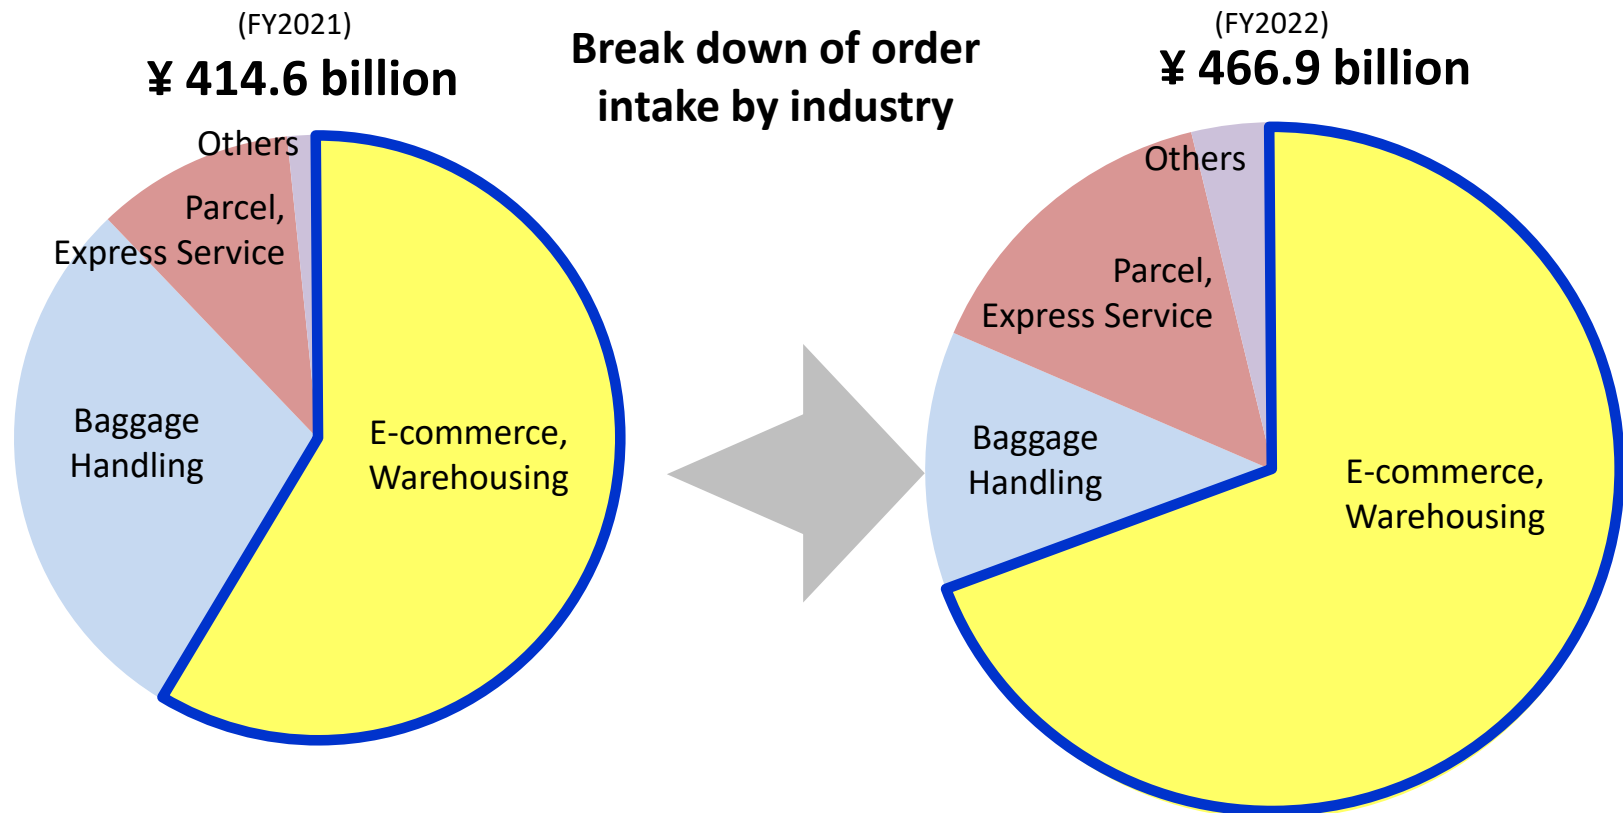 (FY2021)
¥ 414.6 billion
Break down of order
intake by industry
(FY2022)
¥ 466.9 billion
Others
Parcel,
Express Service
Baggage
Handling
E-commerce,
Warehousing
Others
Parcel,
Express Service
Baggage
Handling
E-commerce,
Warehousing